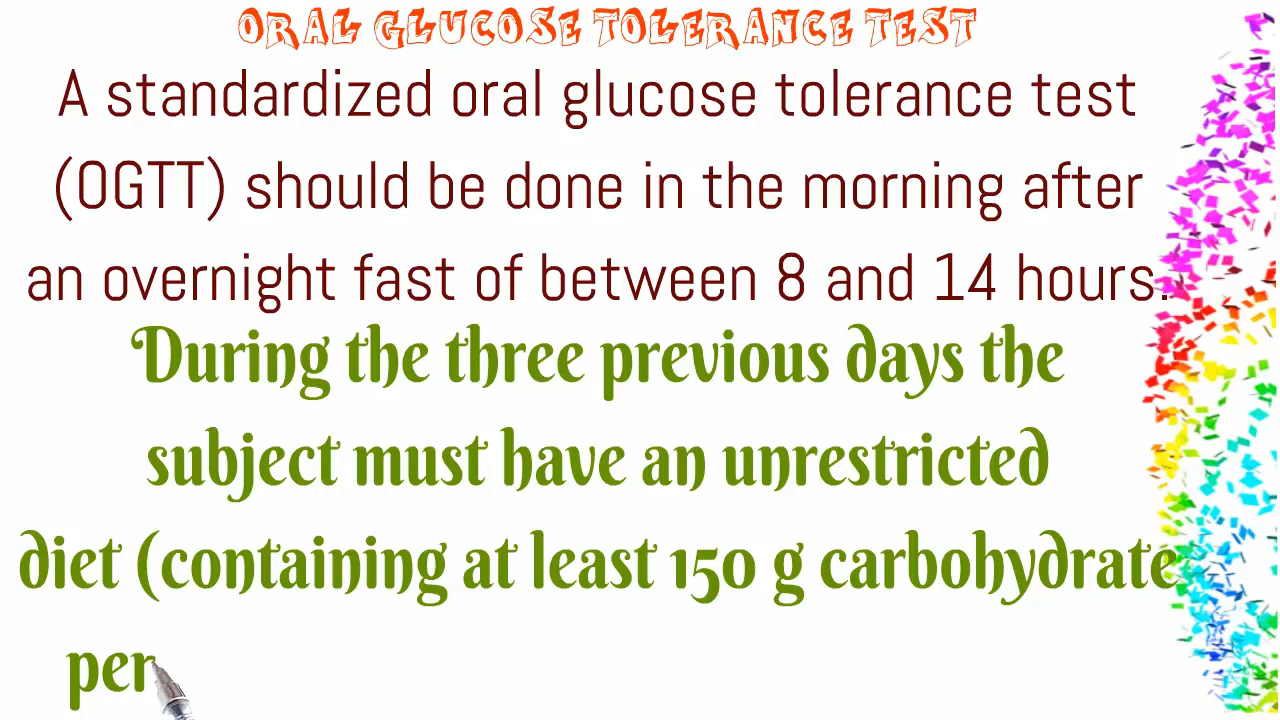 ORAL GLUCOSE TOLERANCE TEST
A standardized oral glucose tolerance test
(OGTT) should be done in the morning after
an overnight fast of between 8 and 14 hours.
During the three previous days the
subject must have an unrestricted
diet (containing at least 150 g carbohydrate
per